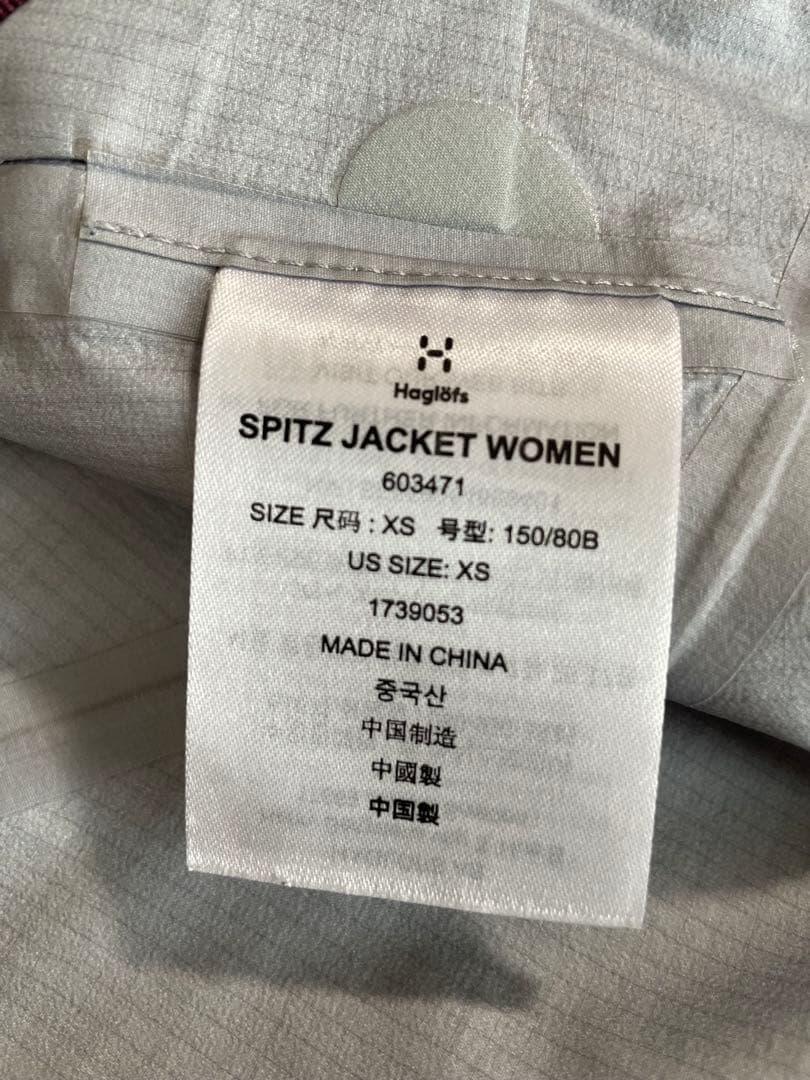 Haglöfs
SPITZ JACKET WOMEN
603471
SIZE 尺码 : XS 号型: 150/80B
US SIZE: XS
1739053
MADE IN CHINA
중국산
中国制造
中國製
中国製